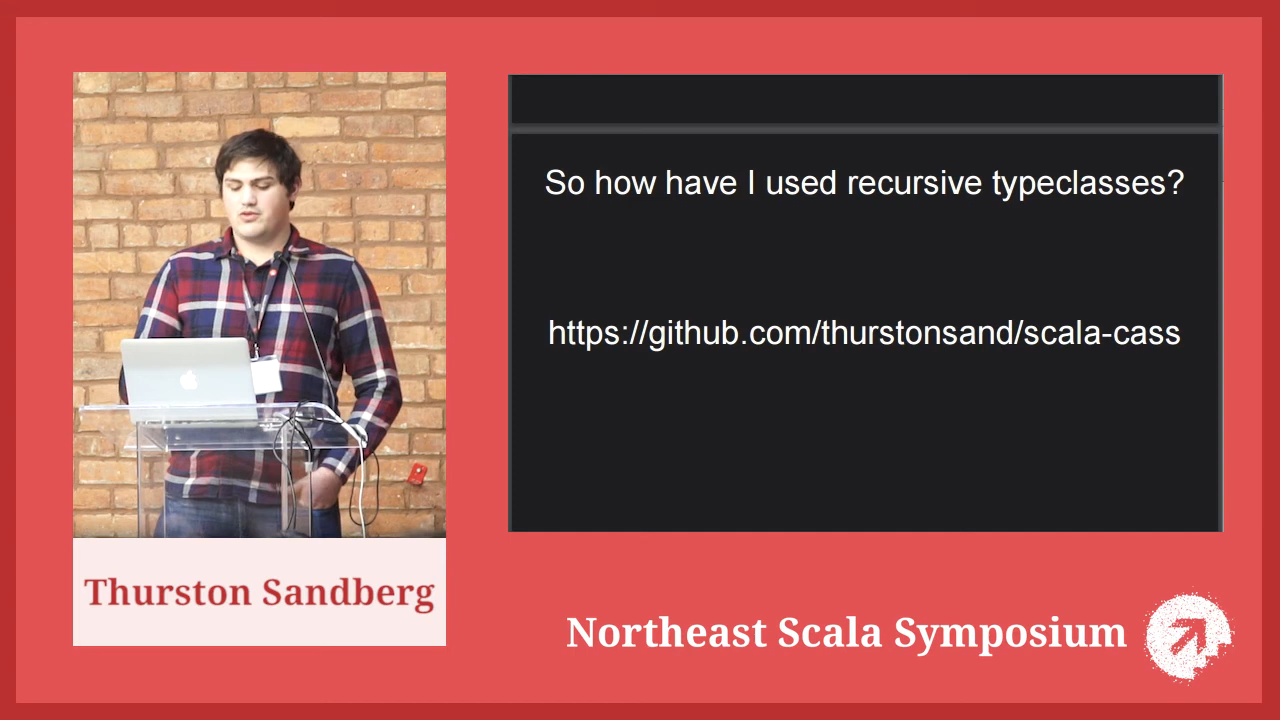 So how have I used recursive typeclasses?
https://github.com/thurstonsand/scala-cass
Thurston Sandberg
Northeast Scala Symposium